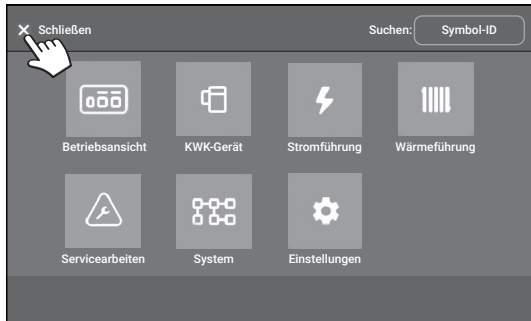 Schließen
Suchen: Symbol-ID
Betriebsansicht KWK-Gerät Stromführung Wärmeführung
Servicearbeiten System Einstellungen